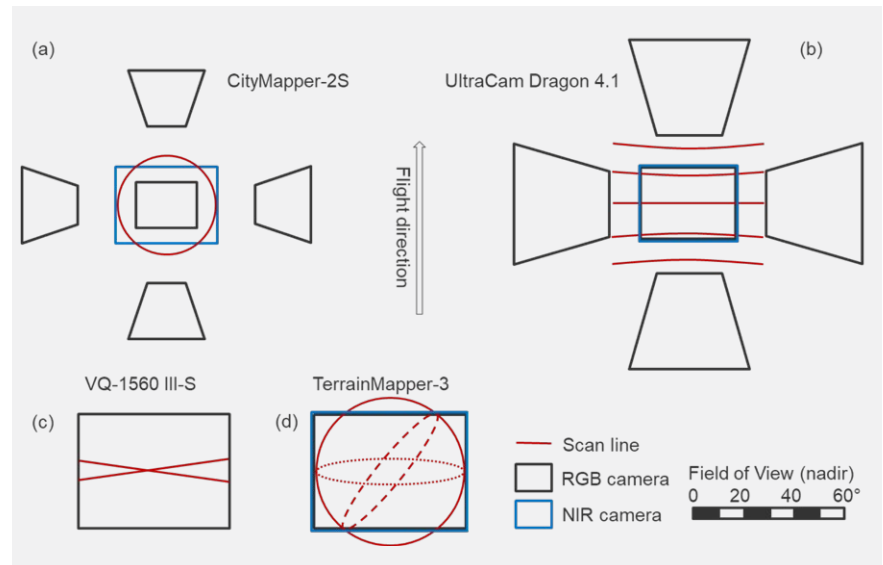 (a)
CityMapper-2S
UltraCam Dragon 4.1
(b)
Flight direction
VQ-1560 III-S
TerrainMapper-3
(c)
(d)
Scan line
RGB camera
NIR camera
Field of View (nadir)
0 20 40 60°